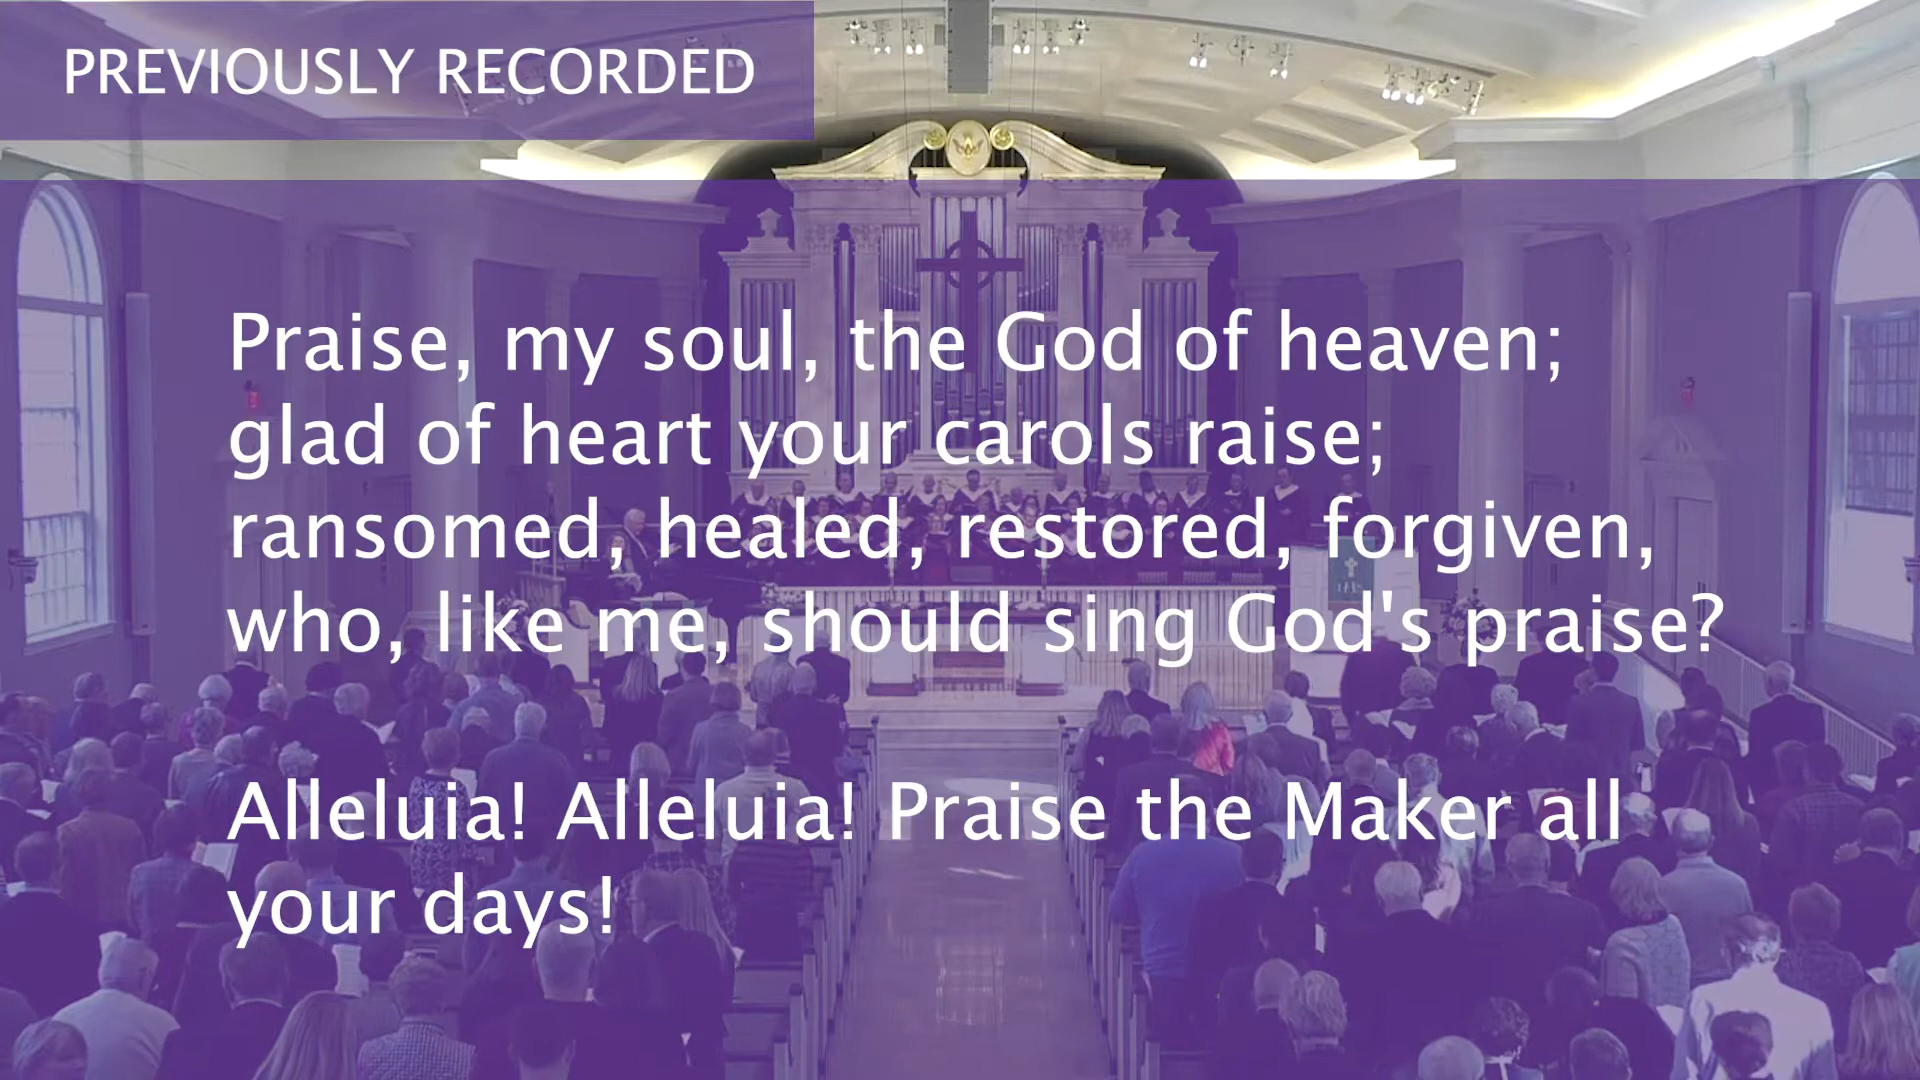 PREVIOUSLY RECORDED
Praise, my soul, the God of heaven;
glad of heart your carols raise;
ransomed, healed, restored, forgiven,
who, like me, should sing God's praise?
Alleluia! Alleluia! Praise the Maker all
your days!